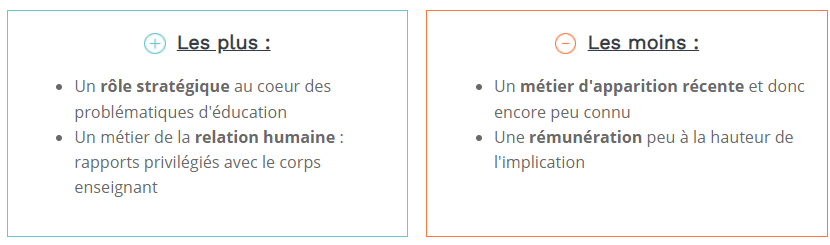 Les plus :
Un rôle stratégique au coeur des
problématiques d'éducation
Un métier de la relation humaine :
rapports privilégiés avec le corps
enseignant
Les moins :
Un métier d'apparition récente et donc
encore peu connu
Une rémunération peu à la hauteur de
l'implication